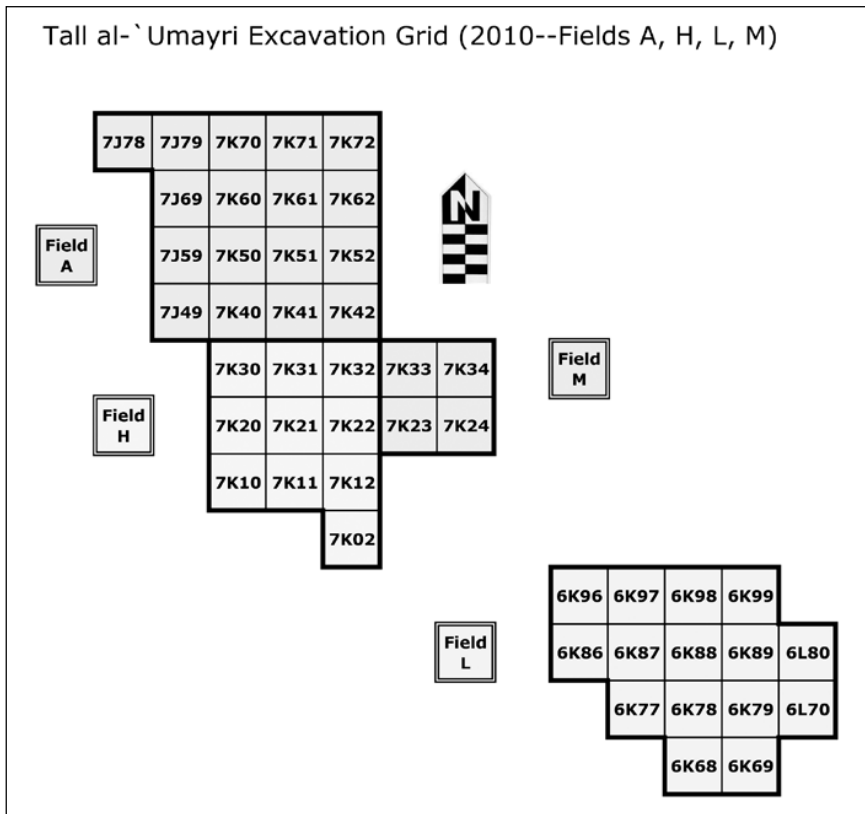 Tall al-`Umayri Excavation Grid (2010--Fields A, H, L, M)
7J78 7J79 7K70 7K71 7K72
7J69 7K60 7K61 7K62
N
Field
A
7J59 7K50 7K51 7K52
7J49 7K40 7K41 7K42
7K30 7K31 7K32 7K33 7K34
Field
M
Field
H
7K20 7K21 7K22 7K23 7K24
7K10 7K11 7K12
7K02
6K96 6K97 6K98 6K99
Field
L
6K86 6K87 6K88 6K89 6L80
6K77 6K78 6K79 6L70
6K68 6K69